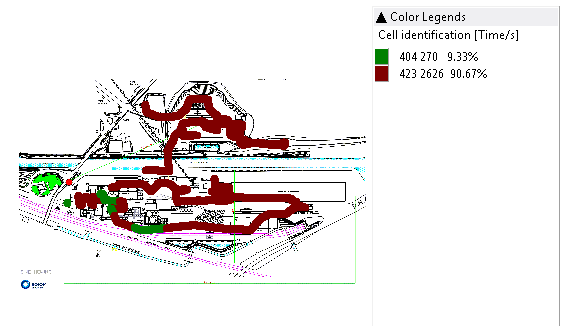 Color Legends
Cell identification [Time/s]
404 270 9.33%
423 2626 90.67%